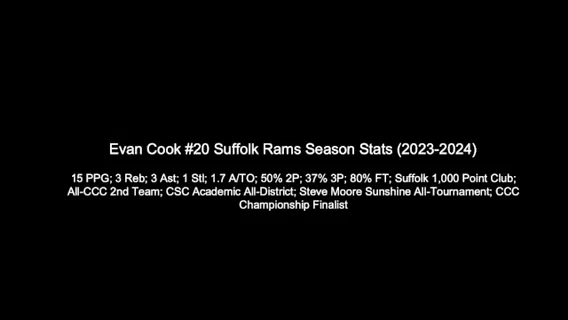 Evan Cook #20 Suffolk Rams Season Stats (2023-2024)
15 PPG; 3 Reb; 3 Ast; 1 Stl; 1.7 A/TO; 50% 2P; 37% 3P; 80% FT; Suffolk 1,000 Point Club;
All-CCC 2nd Team; CSC Academic All-District; Steve Moore Sunshine All-Tournament; CCC
Championship Finalist